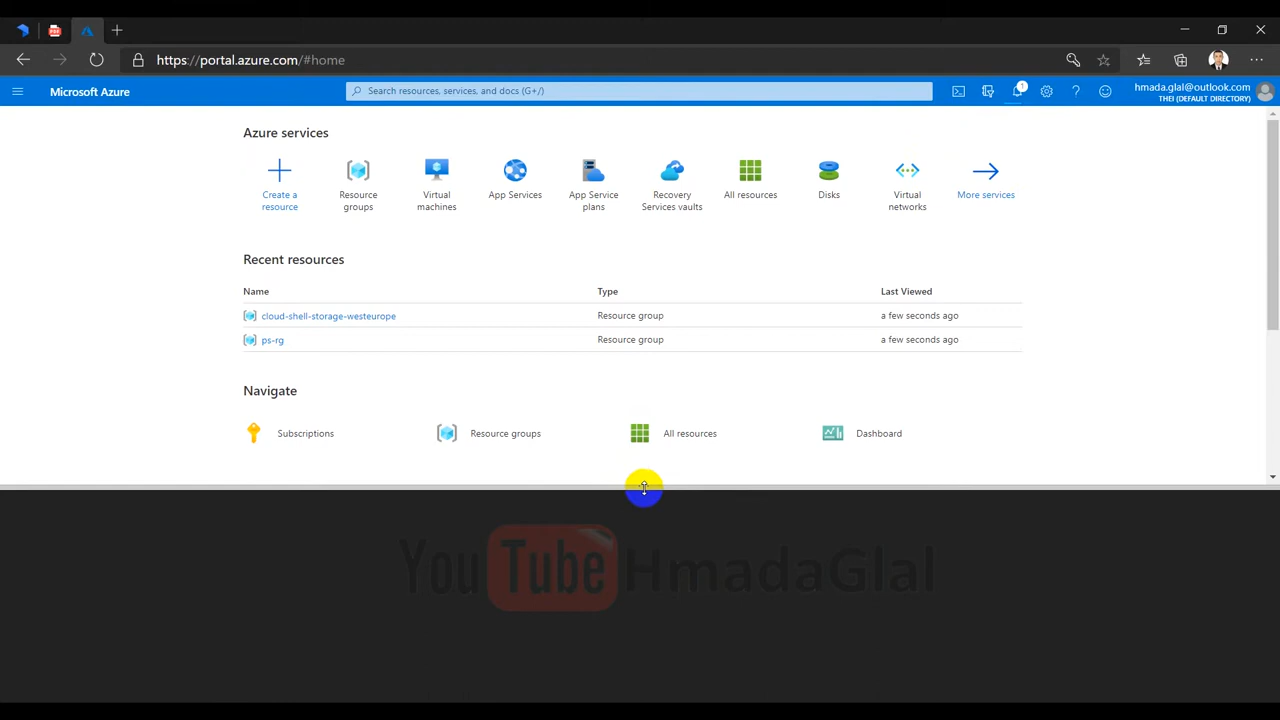 https://portal.azure.com/#home
Microsoft Azure
Search resources, services, and docs (G+/)
1
hmada.glal@outlook.com
THEI (DEFAULT DIRECTORY)
Azure services
Create a resource
Resource groups
Virtual machines
App Services
App Service plans
Recovery Services vaults
All resources
Disks
Virtual networks
More services
Recent resources
Name Type Last Viewed
cloud-shell-storage-westeurope Resource group a few seconds ago
ps-rg Resource group a few seconds ago
Navigate
Subscriptions Resource groups All resources Dashboard
YouTube HmadaGlal